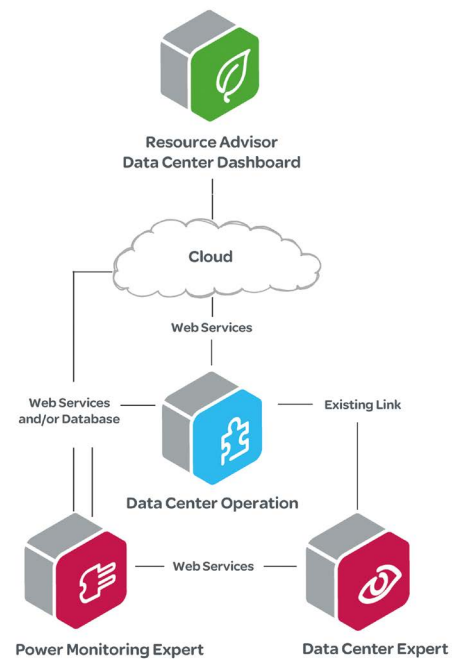 Resource Advisor
Data Center Dashboard
Cloud
Web Services
Web Services
and/or Database
Existing Link
Data Center Operation
Web Services
Power Monitoring Expert
Data Center Expert